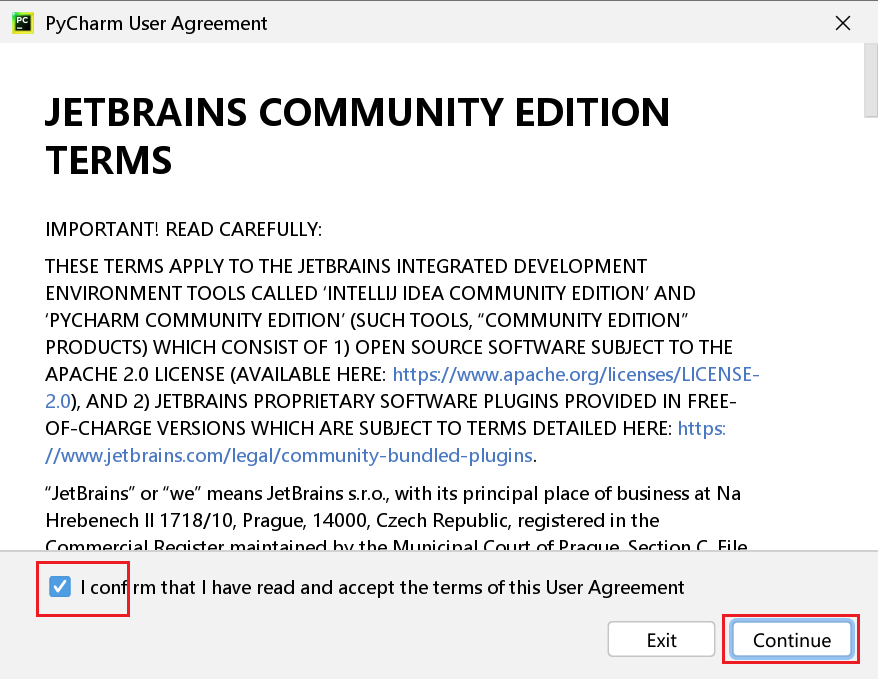 PyCharm User Agreement
JETBRAINS COMMUNITY EDITION
TERMS
IMPORTANT! READ CAREFULLY:
THESE TERMS APPLY TO THE JETBRAINS INTEGRATED DEVELOPMENT
ENVIRONMENT TOOLS CALLED ‘INTELLIJ IDEA COMMUNITY EDITION’ AND
‘PYCHARM COMMUNITY EDITION’ (SUCH TOOLS, “COMMUNITY EDITION”
PRODUCTS) WHICH CONSIST OF 1) OPEN SOURCE SOFTWARE SUBJECT TO THE
APACHE 2.0 LICENSE (AVAILABLE HERE: https://www.apache.org/licenses/LICENSE-
2.0), AND 2) JETBRAINS PROPRIETARY SOFTWARE PLUGINS PROVIDED IN FREE-
OF-CHARGE VERSIONS WHICH ARE SUBJECT TO TERMS DETAILED HERE: https:
//www.jetbrains.com/legal/community-bundled-plugins.
“JetBrains” or “we” means JetBrains s.r.o., with its principal place of business at Na
Hrebenech II 1718/10, Prague, 14000, Czech Republic, registered in the
Commercial Register maintained by the Municipal Court of Prague, Section C, File
I confirm that I have read and accept the terms of this User Agreement
Exit
Continue